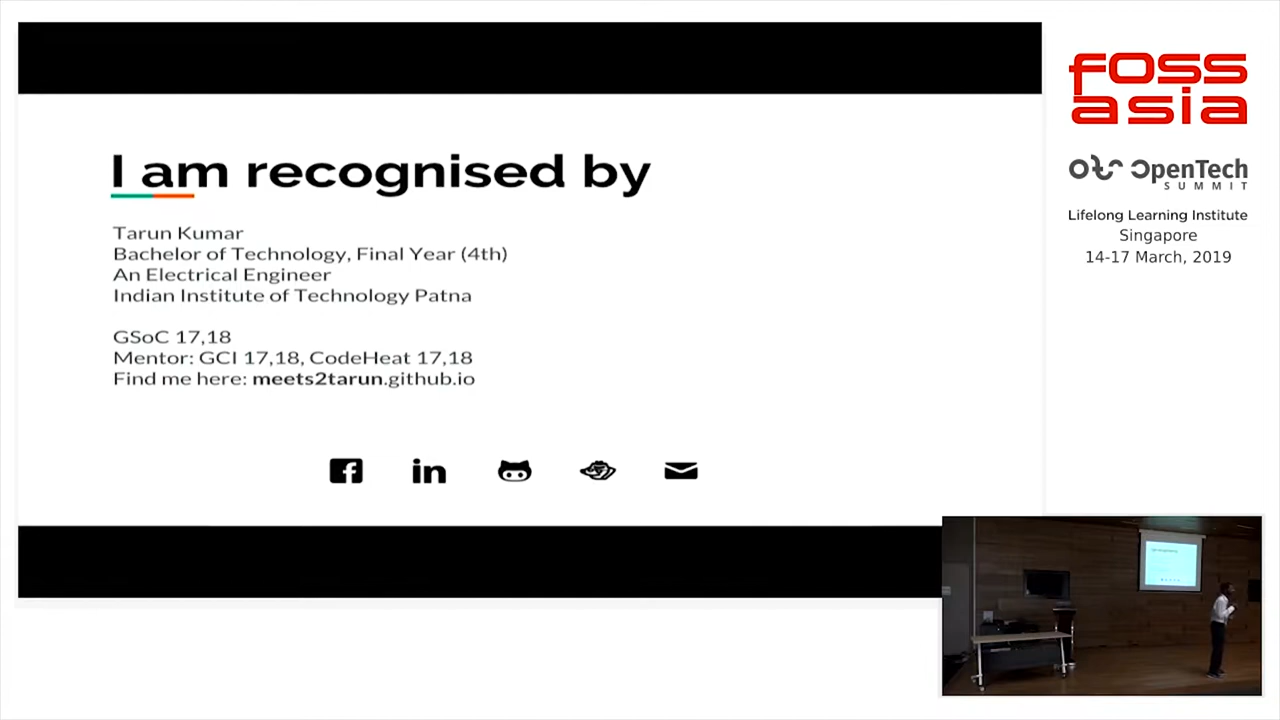 I am recognised by
Tarun Kumar
Bachelor of Technology, Final Year (4th)
An Electrical Engineer
Indian Institute of Technology Patna
GSoC 17,18
Mentor: GCI 17,18, CodeHeat 17,18
Find me here: meets2tarun.github.io
fOSS
asia
OpenTech
SUMMIT
Lifelong Learning Institute
Singapore
14-17 March, 2019